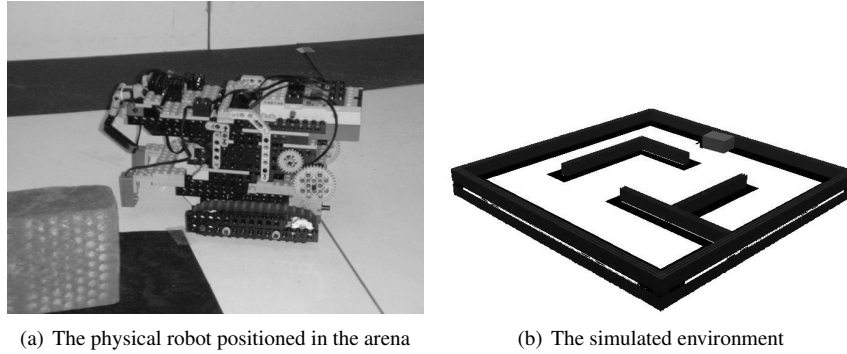 (a) The physical robot positioned in the arena
(b) The simulated environment